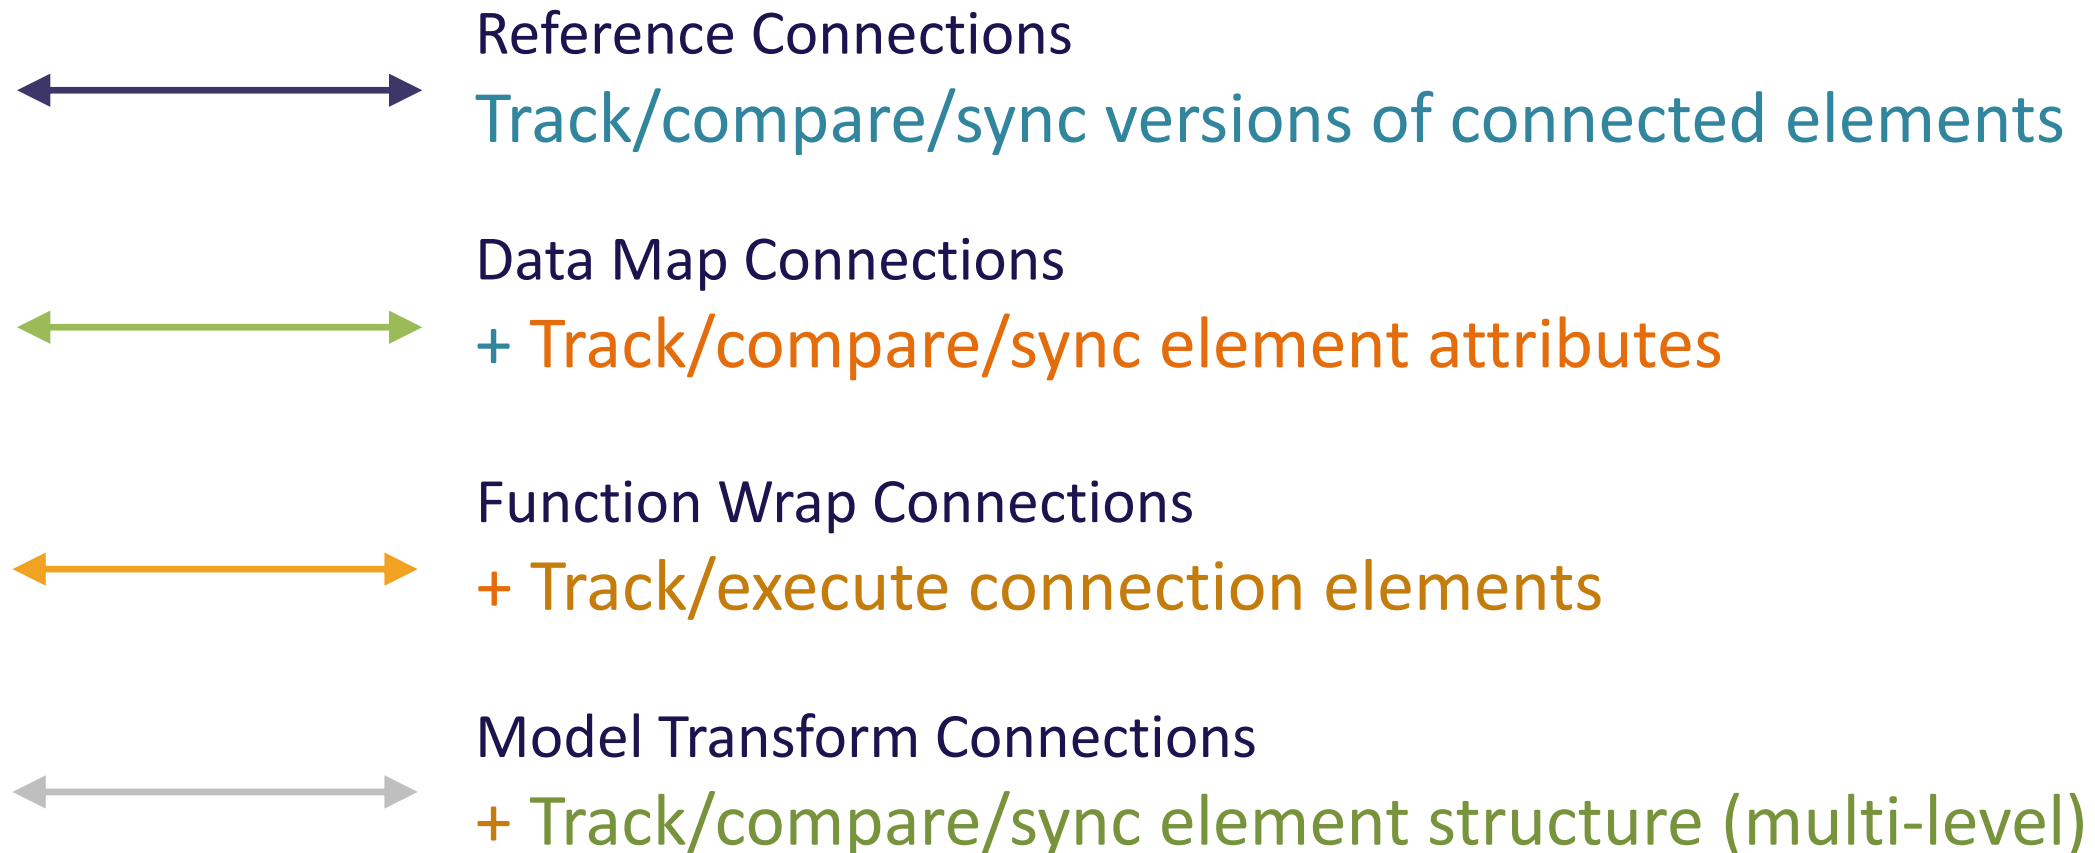 Reference Connections
Track/compare/sync versions of connected elements
Data Map Connections
+ Track/compare/sync element attributes
Function Wrap Connections
+ Track/execute connection elements
Model Transform Connections
+ Track/compare/sync element structure (multi-level)